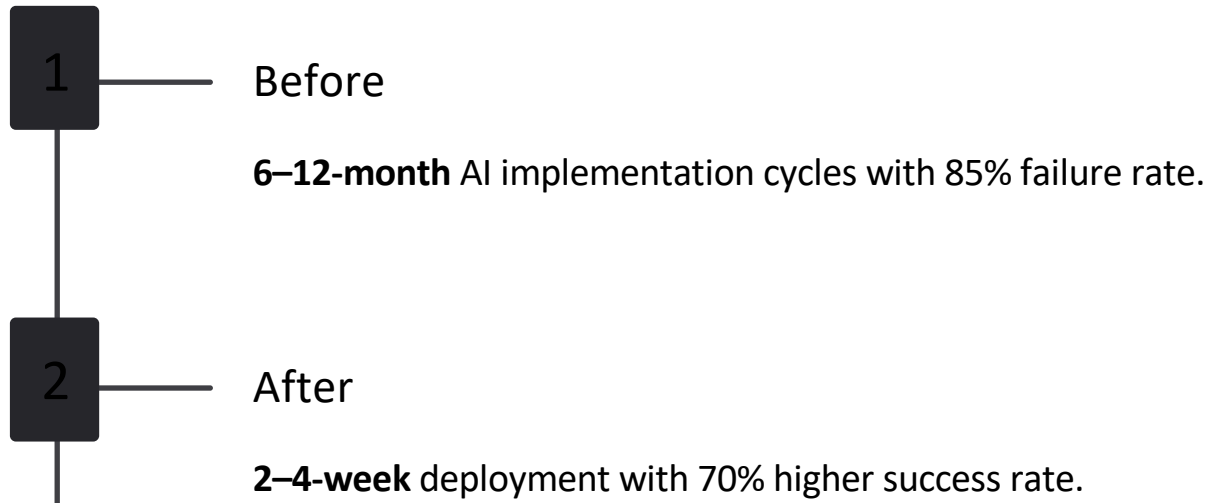 1
Before
6–12-month AI implementation cycles with 85% failure rate.
2
After
2–4-week deployment with 70% higher success rate.